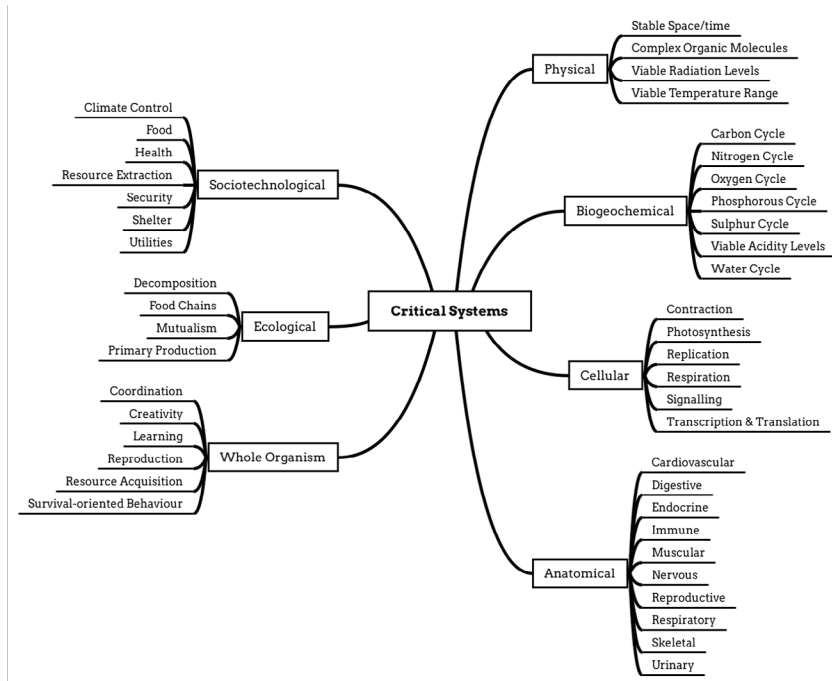 Critical Systems
Physical
Stable Space/time
Complex Organic Molecules
Viable Radiation Levels
Viable Temperature Range
Biogeochemical
Carbon Cycle
Nitrogen Cycle
Oxygen Cycle
Phosphorous Cycle
Sulphur Cycle
Viable Acidity Levels
Water Cycle
Cellular
Contraction
Photosynthesis
Replication
Respiration
Signalling
Transcription & Translation
Anatomical
Cardiovascular
Digestive
Endocrine
Immune
Muscular
Nervous
Reproductive
Respiratory
Skeletal
Urinary
Whole Organism
Coordination
Creativity
Learning
Reproduction
Resource Acquisition
Survival-oriented Behaviour
Ecological
Decomposition
Food Chains
Mutualism
Primary Production
Sociotechnological
Climate Control
Food
Health
Resource Extraction
Security
Shelter
Utilities